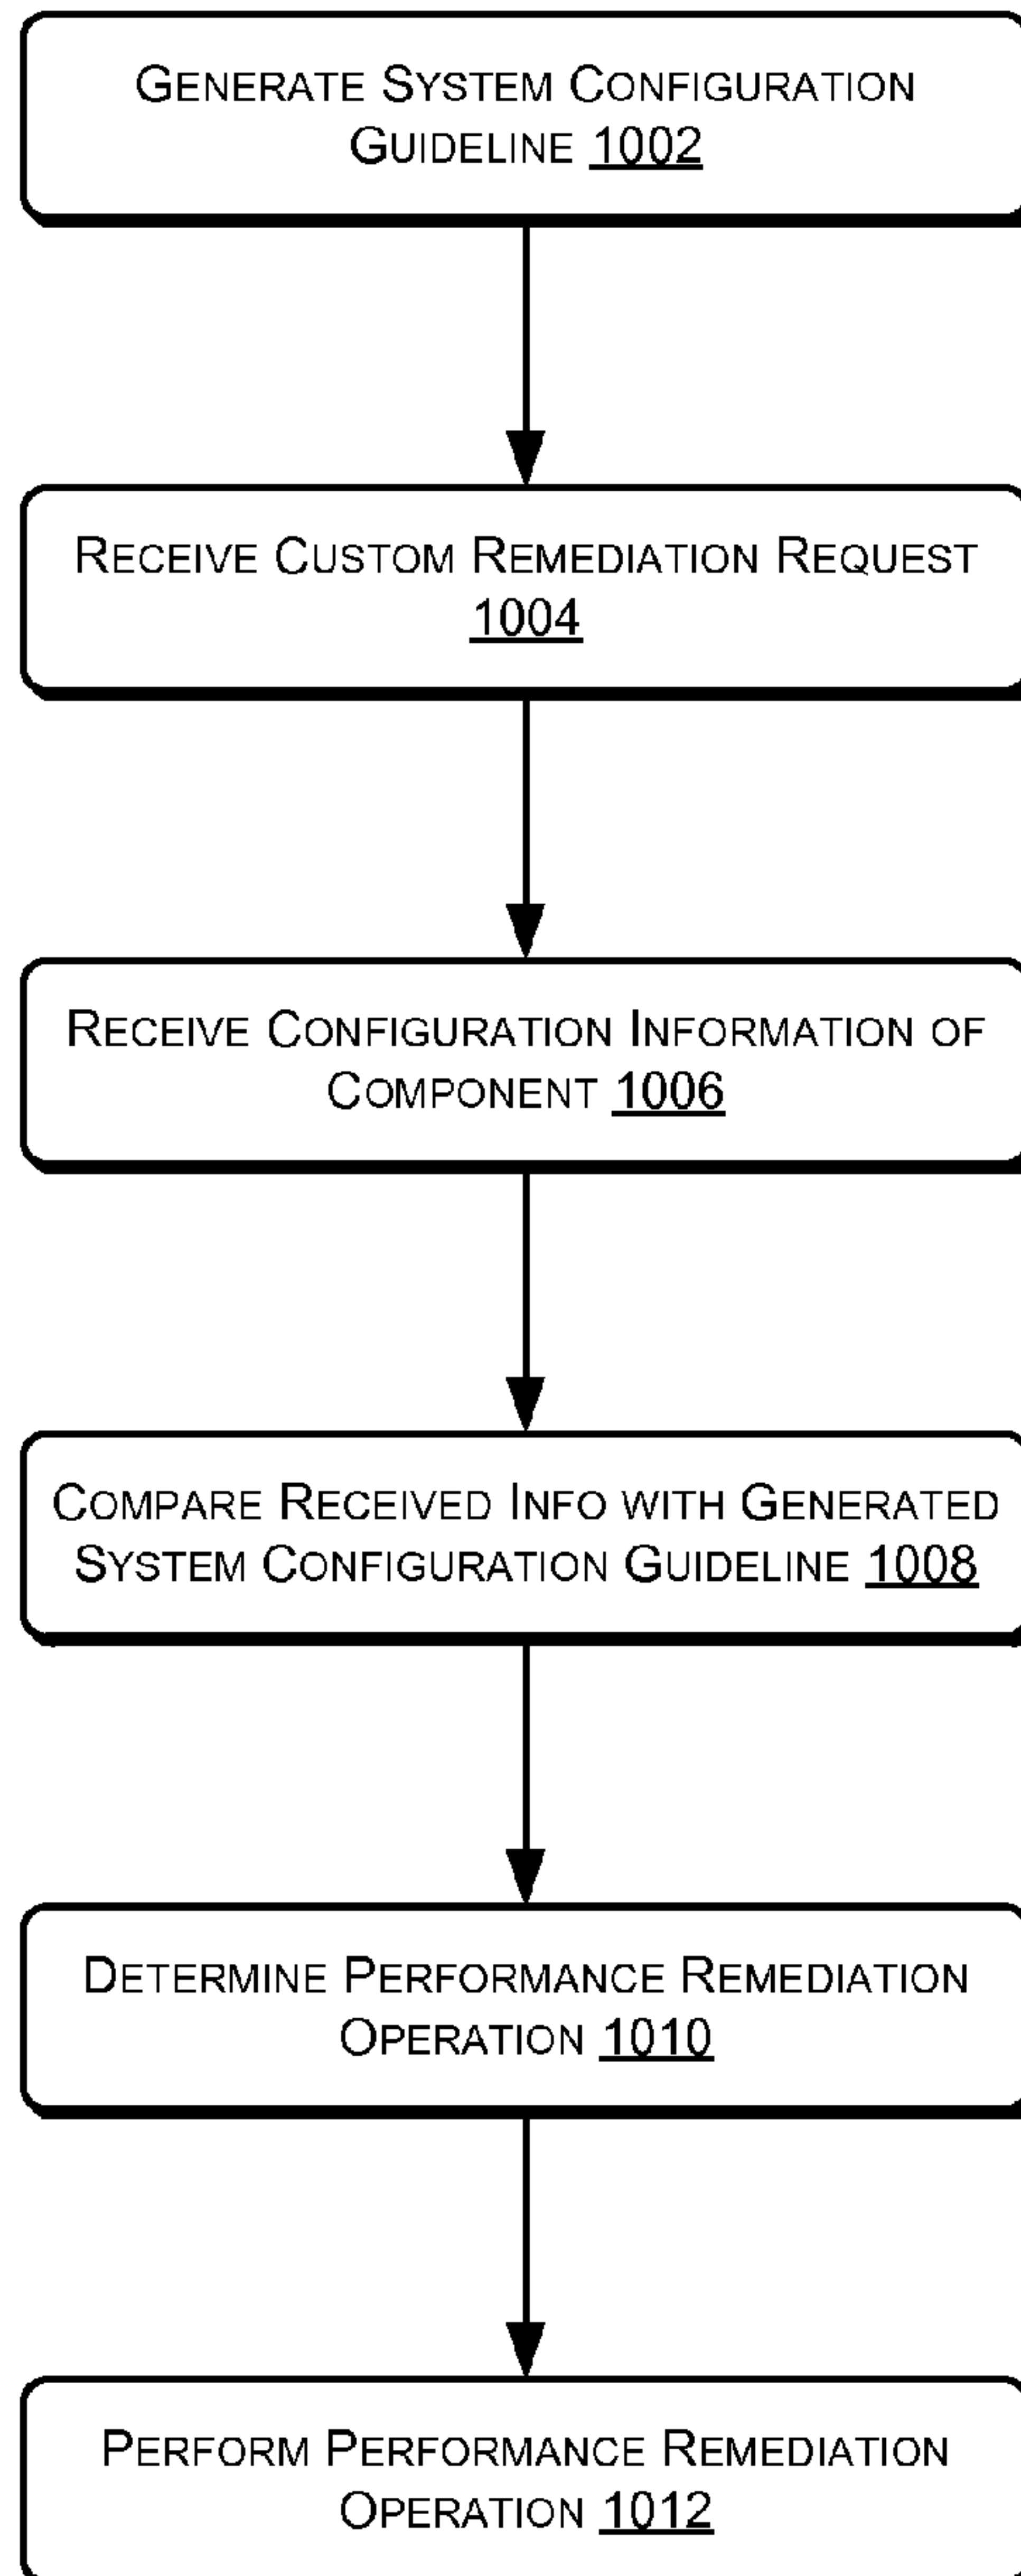 GENERATE SYSTEM CONFIGURATION
GUIDELINE 1002
RECEIVE CUSTOM REMEDIATION REQUEST
1004
RECEIVE CONFIGURATION INFORMATION OF
COMPONENT 1006
COMPARE RECEIVED INFO WITH GENERATED
SYSTEM CONFIGURATION GUIDELINE 1008
DETERMINE PERFORMANCE REMEDIATION
OPERATION 1010
PERFORM PERFORMANCE REMEDIATION
OPERATION 1012